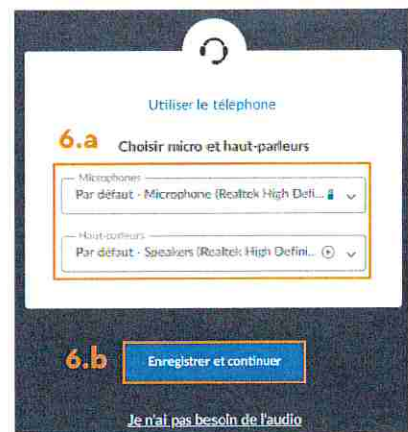 Utiliser le téléphone
6.a Choisir micro et haut-parleurs
Microphones
Par défaut - Microphone (Realtek High Defi...
Haut-parleurs
Par défaut - Speakers (Realtek High Defini...
6.b Enregistrer et continuer
Je n'ai pas besoin de l'audio